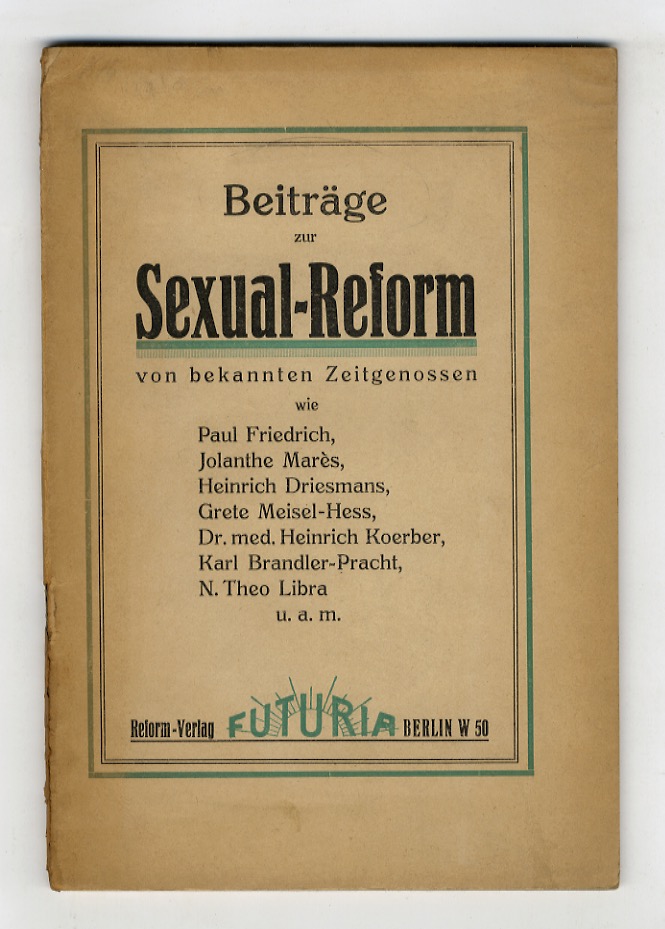 Beiträge
zur
Sexual-Reform
von bekannten Zeitgenossen
wie
Paul Friedrich,
Jolanthe Marès,
Heinrich Driesmans,
Grete Meisel-Hess,
Dr. med. Heinrich Koerber,
Karl Brandler-Pracht,
N. Theo Libra
u. a. m.
Reform-Verlag FUTURIA BERLIN W 50